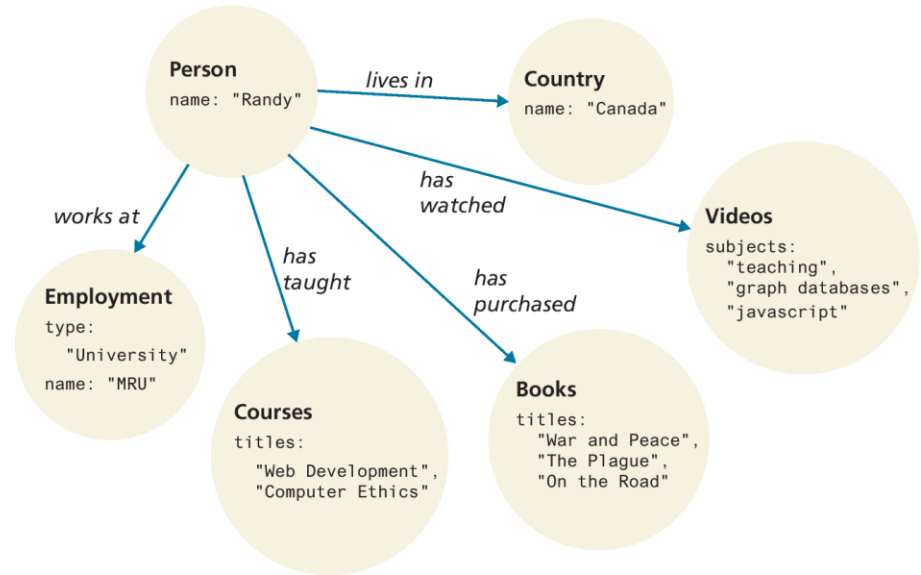 Person
name: "Randy"
lives in
Country
name: "Canada"
has
watched
Videos
subjects:
"teaching",
"graph databases",
"javascript"
works at
Employment
type:
"University"
name: "MRU"
has
taught
Courses
titles:
"Web Development",
"Computer Ethics"
has
purchased
Books
titles:
"War and Peace",
"The Plague",
"On the Road"